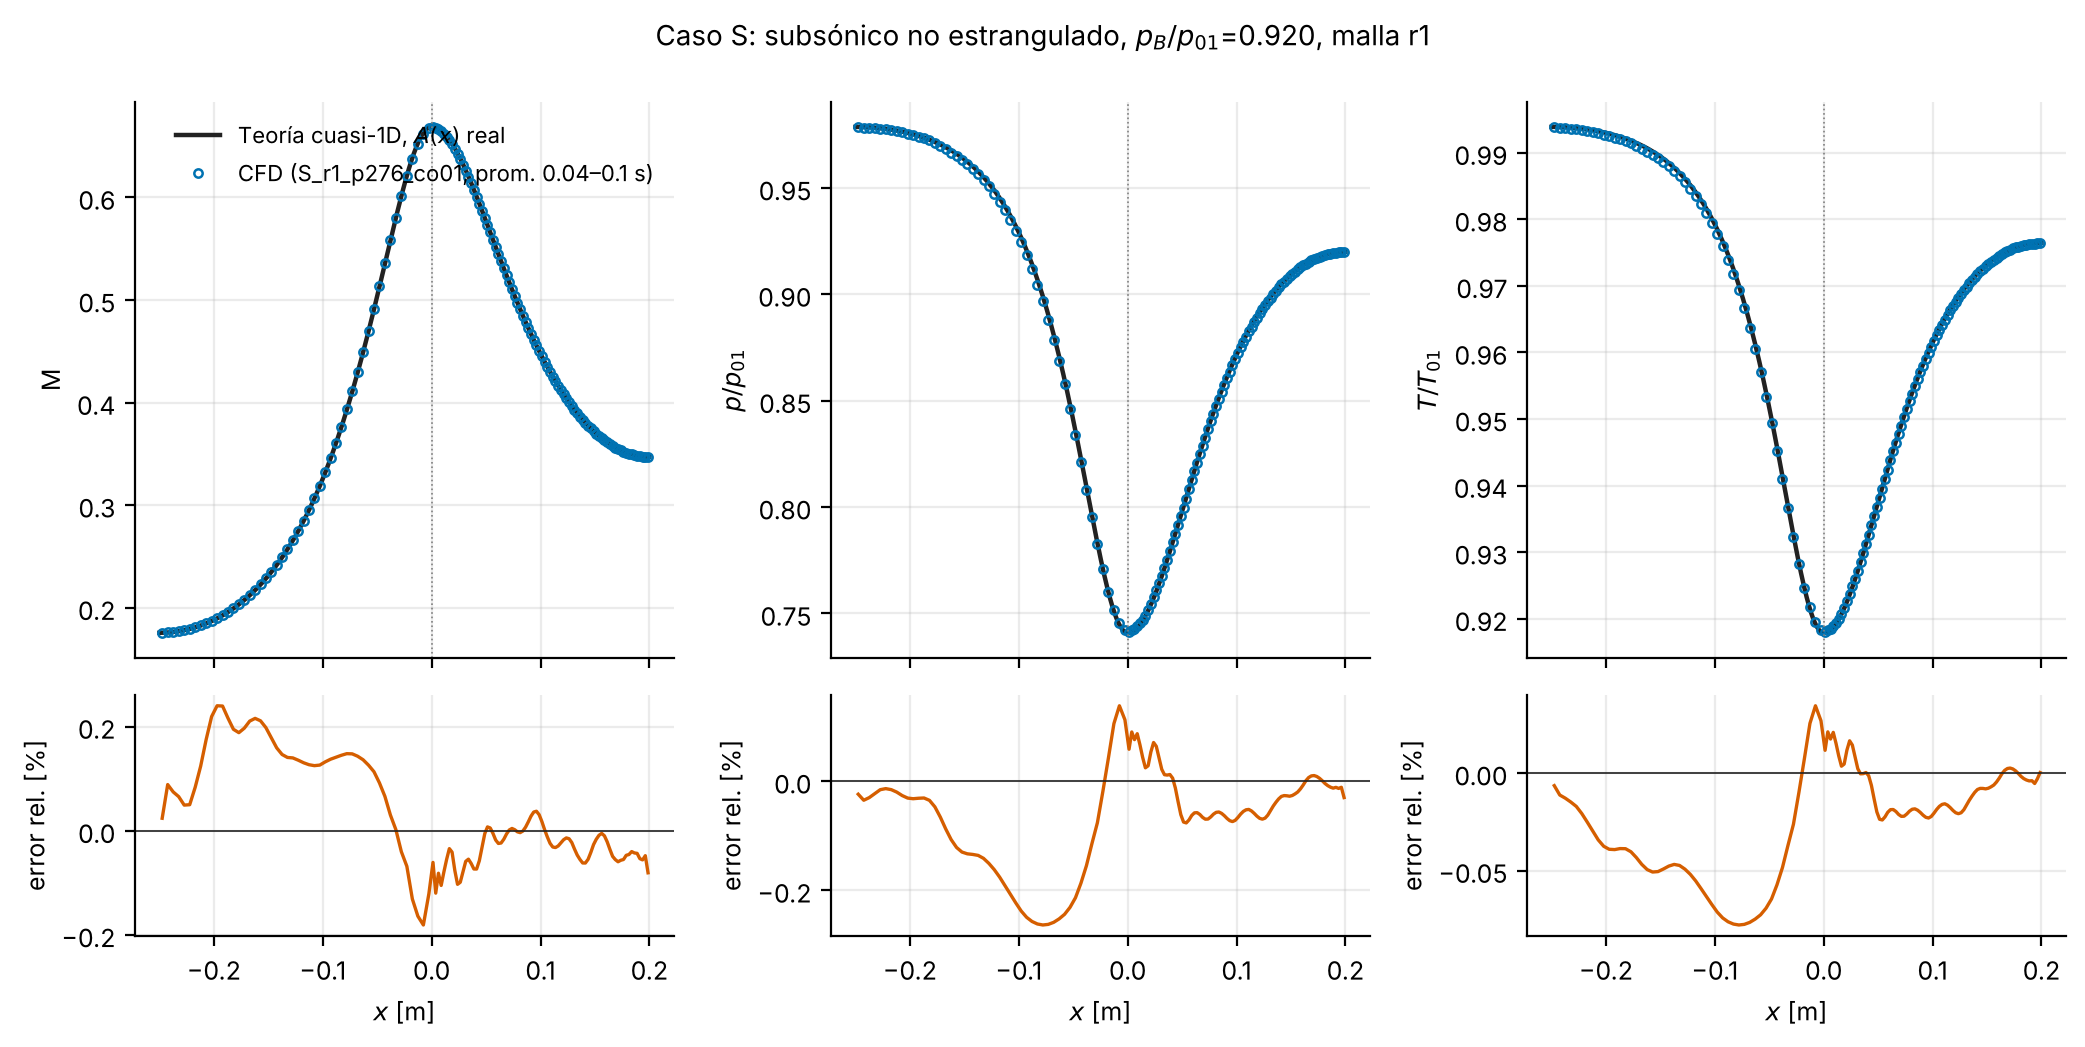 Caso S: subsónico no estrangulado, p_B/p_01=0.920, malla r1
Teoría cuasi-1D, A(x) real
CFD (S_r1_p276_co01, prom. 0.04–0.1 s)
M
0.6
0.5
0.4
0.3
0.2
p/p_01
0.95
0.90
0.85
0.80
0.75
T/T_01
0.99
0.98
0.97
0.96
0.95
0.94
0.93
0.92
error rel. [%]
0.2
0.0
−0.2
−0.2 −0.1 0.0 0.1 0.2
x [m]
error rel. [%]
0.0
−0.2
−0.2 −0.1 0.0 0.1 0.2
x [m]
error rel. [%]
0.00
−0.05
−0.2 −0.1 0.0 0.1 0.2
x [m]